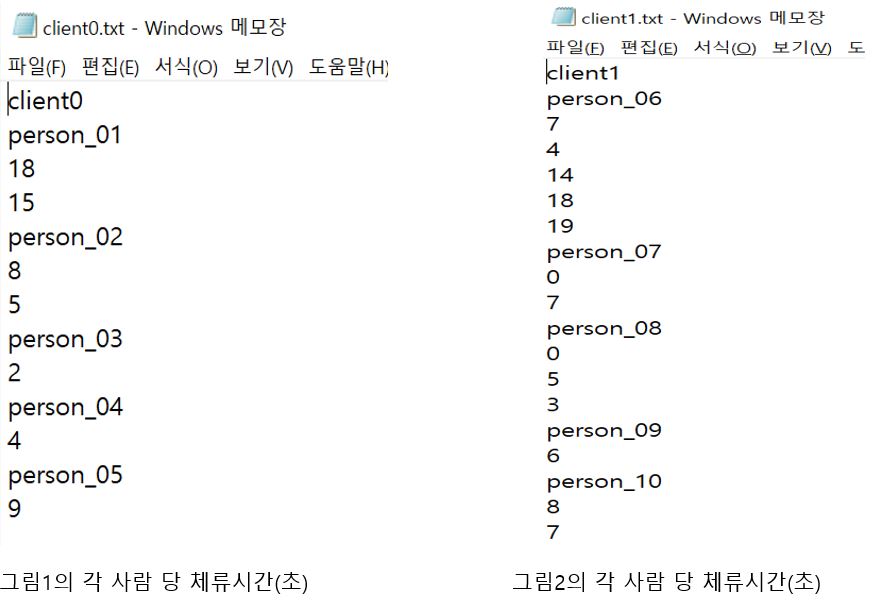 client0.txt - Windows 메모장
파일(F) 편집(E) 서식(O) 보기(V) 도움말(H)
client0
person_01
18
15
person_02
8
5
person_03
2
person_04
4
person_05
9
그림1의 각 사람 당 체류시간(초)
client1.txt - Windows 메모장
파일(F) 편집(E) 서식(O) 보기(V) 도
client1
person_06
7
4
14
18
19
person_07
0
7
person_08
0
5
3
person_09
6
person_10
8
7
그림2의 각 사람 당 체류시간(초)